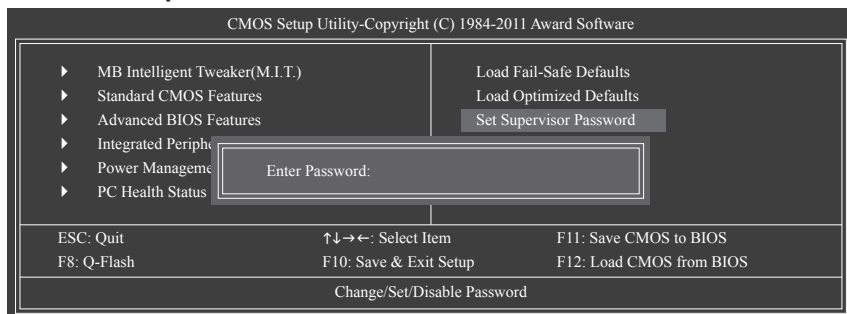 CMOS Setup Utility-Copyright (C) 1984-2011 Award Software
MB Intelligent Tweaker(M.I.T.)
Standard CMOS Features
Advanced BIOS Features
Integrated Periphe
Power Manageme
PC Health Status
Load Fail-Safe Defaults
Load Optimized Defaults
Set Supervisor Password
Enter Password:
ESC: Quit
↑↓→←: Select Item
F11: Save CMOS to BIOS
F8: Q-Flash
F10: Save & Exit Setup
F12: Load CMOS from BIOS
Change/Set/Disable Password